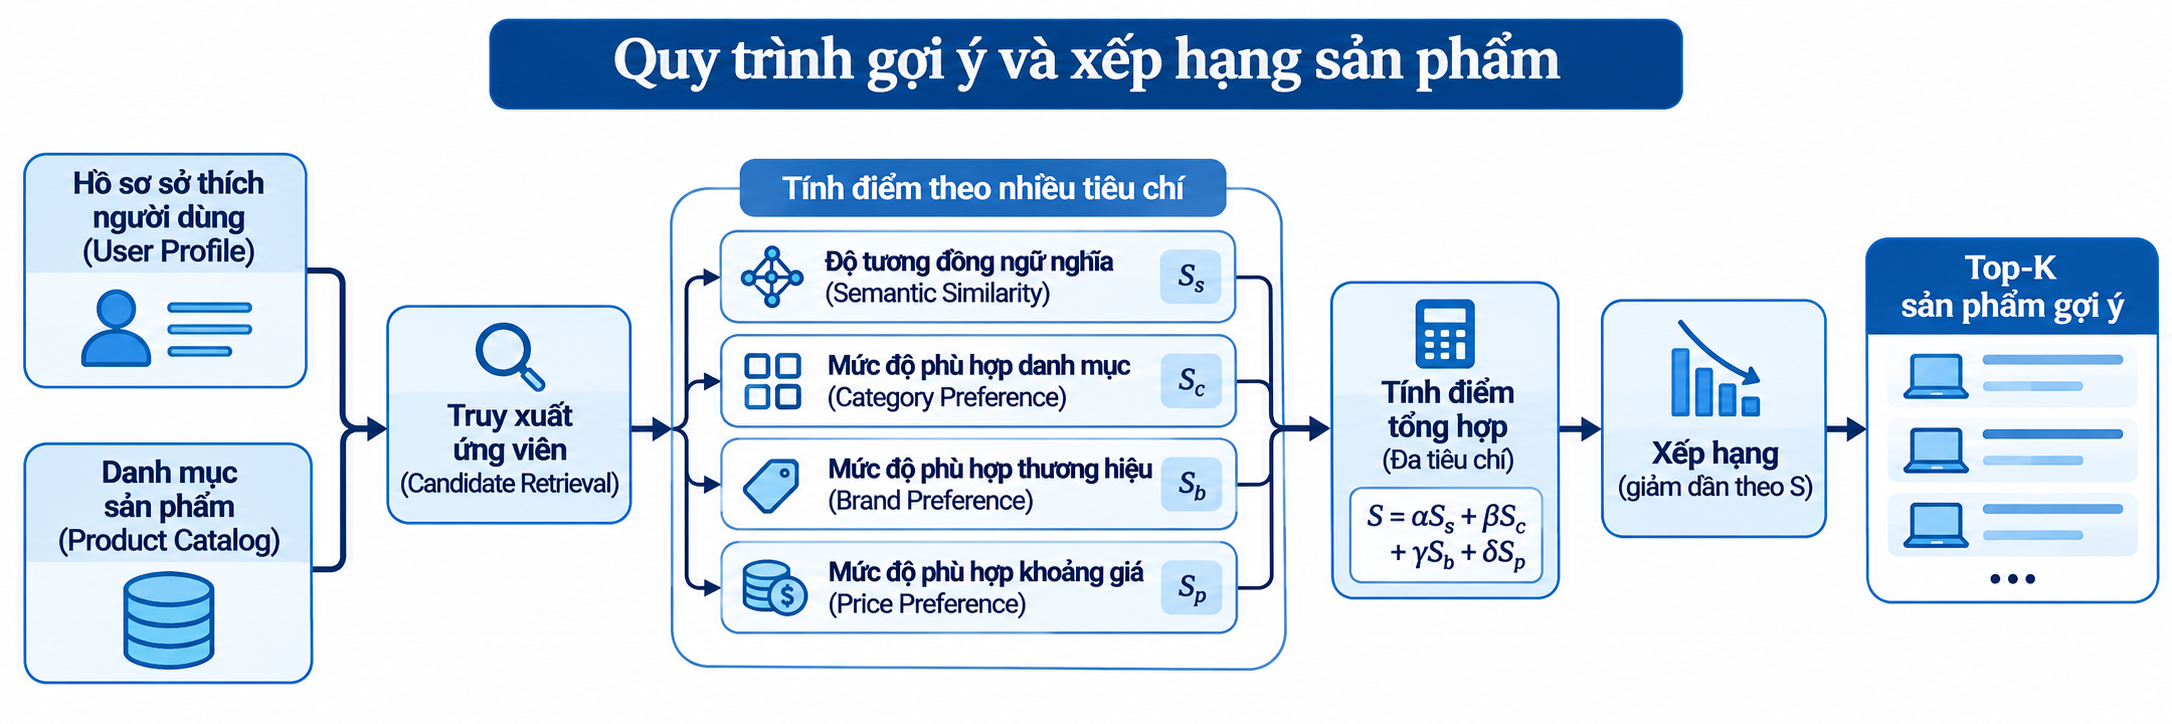 Quy trình gợi ý và xếp hạng sản phẩm
Hồ sơ sở thích
người dùng
(User Profile)
Danh mục
sản phẩm
(Product Catalog)
Truy xuất
ứng viên
(Candidate Retrieval)
Tính điểm theo nhiều tiêu chí
Độ tương đồng ngữ nghĩa
(Semantic Similarity)
Sₛ
Mức độ phù hợp danh mục
(Category Preference)
S_c
Mức độ phù hợp thương hiệu
(Brand Preference)
S_b
$
Mức độ phù hợp khoảng giá
(Price Preference)
Sₚ
Tính điểm
tổng hợp
(Đa tiêu chí)
S = αSₛ + βS_c
+ γS_b + δSₚ
Xếp hạng
(giảm dần theo S)
Top-K
sản phẩm gợi ý